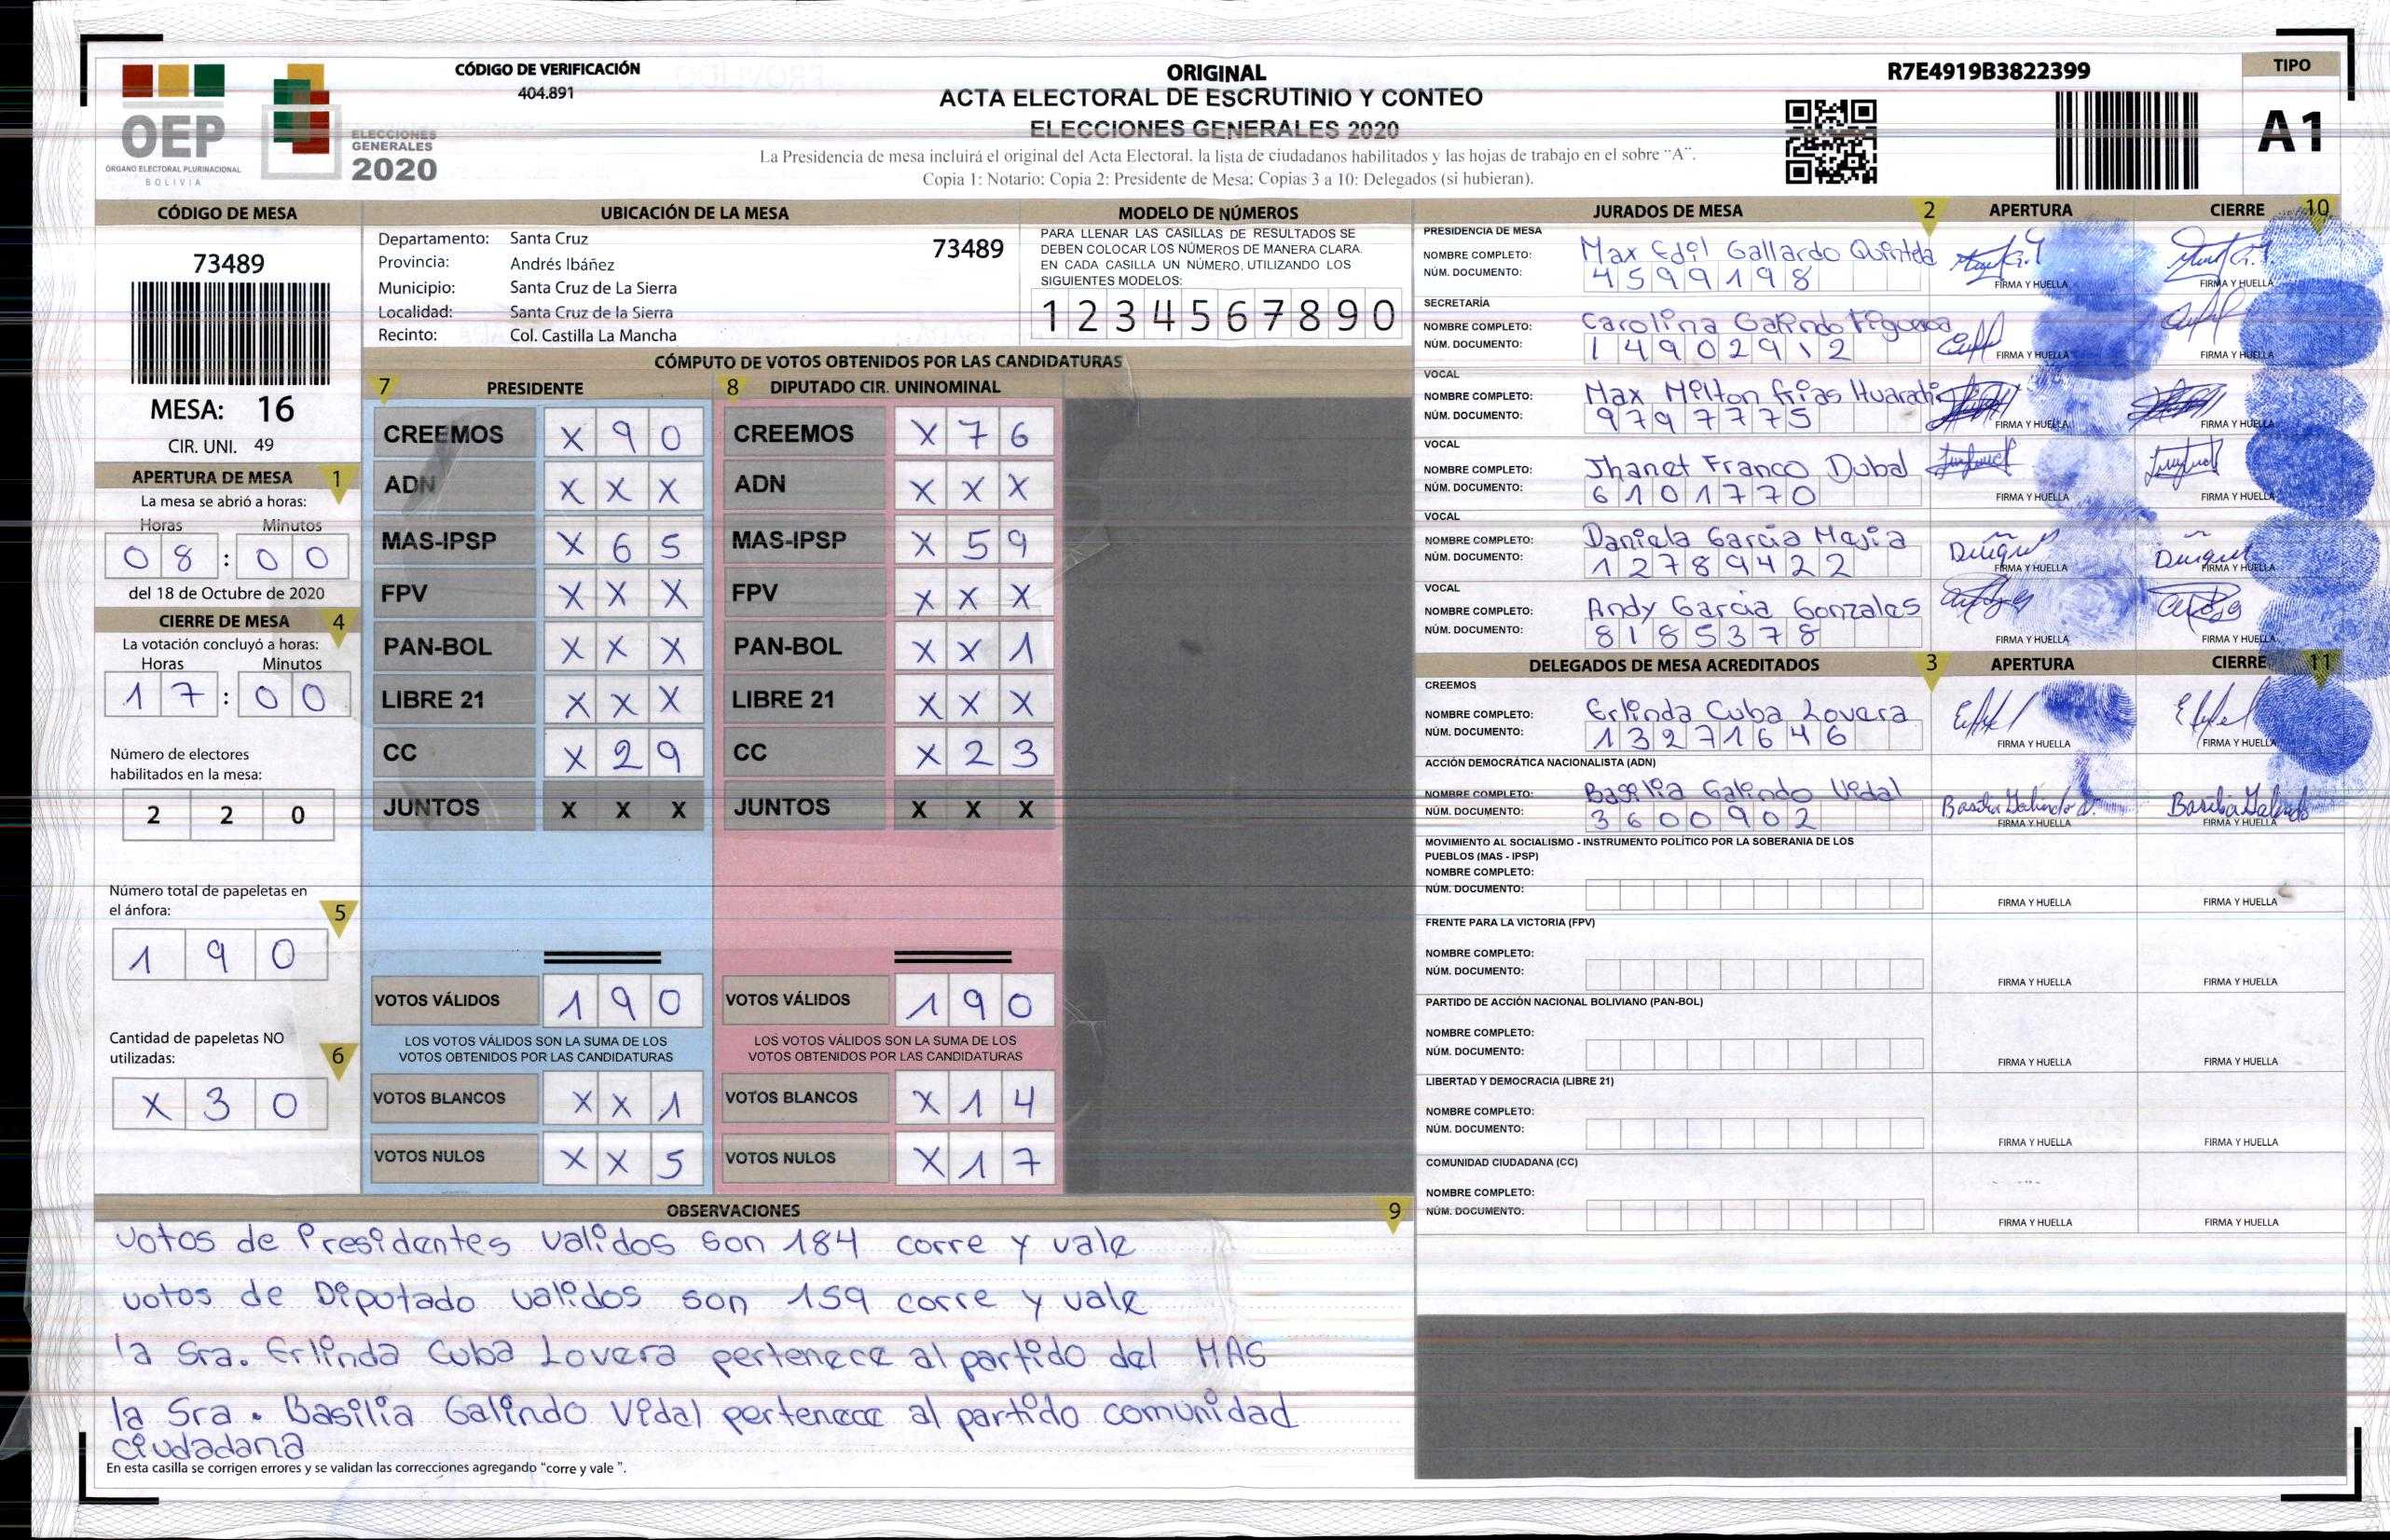 CÓDIGO DE VERIFICACIÓN
404.891
ORIGINAL
ACTA ELECTORAL DE ESCRUTINIO Y CONTEO
ELECCIONES GENERALES 2020
La Presidencia de mesa incluirá el original del Acta Electoral, la lista de ciudadanos habilitados y las hojas de trabajo en el sobre "A".
Copia 1: Notario; Copia 2: Presidente de Mesa; Copias 3 a 10: Delegados (si hubieran).
R7E4919B3822399
TIPO
A1
OEP
ÓRGANO ELECTORAL PLURINACIONAL
BOLIVIA
ELECCIONES
GENERALES
2020
CÓDIGO DE MESA
73489
MESA: 16
CIR. UNI. 49
APERTURA DE MESA 1
La mesa se abrió a horas:
Horas Minutos
08:00
del 18 de Octubre de 2020
CIERRE DE MESA 4
La votación concluyó a horas:
Horas Minutos
17:00
Número de electores
habilitados en la mesa:
2 2 0
Número total de papeletas en
el ánfora: 5
1 9 0
Cantidad de papeletas NO
utilizadas: 6
X 3 0
UBICACIÓN DE LA MESA
Departamento: Santa Cruz 73489
Provincia: Andrés Ibáñez
Municipio: Santa Cruz de La Sierra
Localidad: Santa Cruz de la Sierra
Recinto: Col. Castilla La Mancha
MODELO DE NÚMEROS
PARA LLENAR LAS CASILLAS DE RESULTADOS SE
DEBEN COLOCAR LOS NÚMEROS DE MANERA CLARA.
EN CADA CASILLA UN NÚMERO, UTILIZANDO LOS
SIGUIENTES MODELOS:
1 2 3 4 5 6 7 8 9 0
CÓMPUTO DE VOTOS OBTENIDOS POR LAS CANDIDATURAS
7 PRESIDENTE 8 DIPUTADO CIR. UNINOMINAL
CREEMOS X 9 0 CREEMOS X 7 6
ADN X X X ADN X X X
MAS-IPSP X 6 5 MAS-IPSP X 5 9
FPV X X X FPV X X X
PAN-BOL X X X PAN-BOL X X 1
LIBRE 21 X X X LIBRE 21 X X X
CC X 2 9 CC X 2 3
JUNTOS X X X JUNTOS X X X
VOTOS VÁLIDOS 1 9 0 VOTOS VÁLIDOS 1 9 0
LOS VOTOS VÁLIDOS SON LA SUMA DE LOS LOS VOTOS VÁLIDOS SON LA SUMA DE LOS
VOTOS OBTENIDOS POR LAS CANDIDATURAS VOTOS OBTENIDOS POR LAS CANDIDATURAS
VOTOS BLANCOS X X 1 VOTOS BLANCOS X 1 4
VOTOS NULOS X X 5 VOTOS NULOS X 1 7
OBSERVACIONES 9
votos de Presidentes validos son 184 corre y vale
votos de Diputado validos son 159 corre y vale
la Sra. Erlinda Cuba Lovera pertenece al partido del MAS
la Sra. Basilia Galindo Vidal pertenece al partido comunidad
ciudadana
En esta casilla se corrigen errores y se validan las correcciones agregando "corre y vale ".
JURADOS DE MESA 2 APERTURA CIERRE 10
PRESIDENCIA DE MESA
NOMBRE COMPLETO: Max Edil Gallardo Quintela
NÚM. DOCUMENTO: 4599198 FIRMA Y HUELLA FIRMA Y HUELLA
SECRETARÍA
NOMBRE COMPLETO: Carolina Galindo Figueroa
NÚM. DOCUMENTO: 14902912 FIRMA Y HUELLA FIRMA Y HUELLA
VOCAL
NOMBRE COMPLETO: Max Milton frias Huarachi
NÚM. DOCUMENTO: 9797775 FIRMA Y HUELLA FIRMA Y HUELLA
VOCAL
NOMBRE COMPLETO: Jhanet Franco Dubal
NÚM. DOCUMENTO: 6101770 FIRMA Y HUELLA FIRMA Y HUELLA
VOCAL
NOMBRE COMPLETO: Daniela Garcia Mejia
NÚM. DOCUMENTO: 12789422 FIRMA Y HUELLA FIRMA Y HUELLA
VOCAL
NOMBRE COMPLETO: Andy Garcia Gonzales
NÚM. DOCUMENTO: 8185378 FIRMA Y HUELLA FIRMA Y HUELLA
DELEGADOS DE MESA ACREDITADOS 3 APERTURA CIERRE 11
CREEMOS
NOMBRE COMPLETO: Erlinda Cuba Lovera
NÚM. DOCUMENTO: 13271646 FIRMA Y HUELLA FIRMA Y HUELLA
ACCIÓN DEMOCRÁTICA NACIONALISTA (ADN)
NOMBRE COMPLETO: Basilia Galindo Vidal
NÚM. DOCUMENTO: 3600902 FIRMA Y HUELLA FIRMA Y HUELLA
MOVIMIENTO AL SOCIALISMO - INSTRUMENTO POLÍTICO POR LA SOBERANIA DE LOS
PUEBLOS (MAS - IPSP)
NOMBRE COMPLETO:
NÚM. DOCUMENTO: FIRMA Y HUELLA FIRMA Y HUELLA
FRENTE PARA LA VICTORIA (FPV)
NOMBRE COMPLETO:
NÚM. DOCUMENTO: FIRMA Y HUELLA FIRMA Y HUELLA
PARTIDO DE ACCIÓN NACIONAL BOLIVIANO (PAN-BOL)
NOMBRE COMPLETO:
NÚM. DOCUMENTO: FIRMA Y HUELLA FIRMA Y HUELLA
LIBERTAD Y DEMOCRACIA (LIBRE 21)
NOMBRE COMPLETO:
NÚM. DOCUMENTO: FIRMA Y HUELLA FIRMA Y HUELLA
COMUNIDAD CIUDADANA (CC)
NOMBRE COMPLETO:
NÚM. DOCUMENTO: FIRMA Y HUELLA FIRMA Y HUELLA